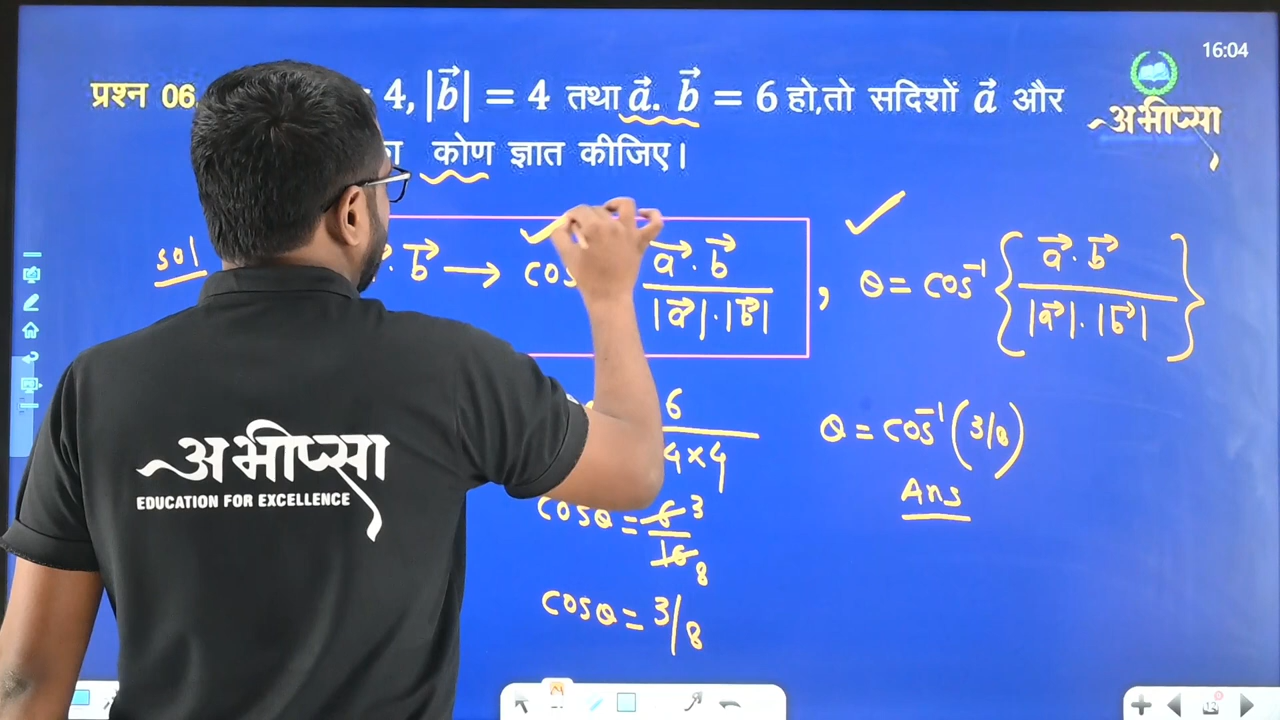 16:04
प्रश्न 06. = 4, |b⃗| = 4 तथा a⃗. b⃗ = 6 हो,तो सदिशों a⃗ और
अभीप्सा
कोण ज्ञात कीजिए।
sol . b⃗ → cos a⃗ . b⃗ / |a⃗| . |b⃗| , θ = cos⁻¹ { a⃗ . b⃗ / |a⃗| . |b⃗| }
6 / 4 × 4
θ = cos⁻¹ (3/8)
Ans
cosθ = 6 3 / 16 8
cosθ = 3/8
अभीप्सा
EDUCATION FOR EXCELLENCE